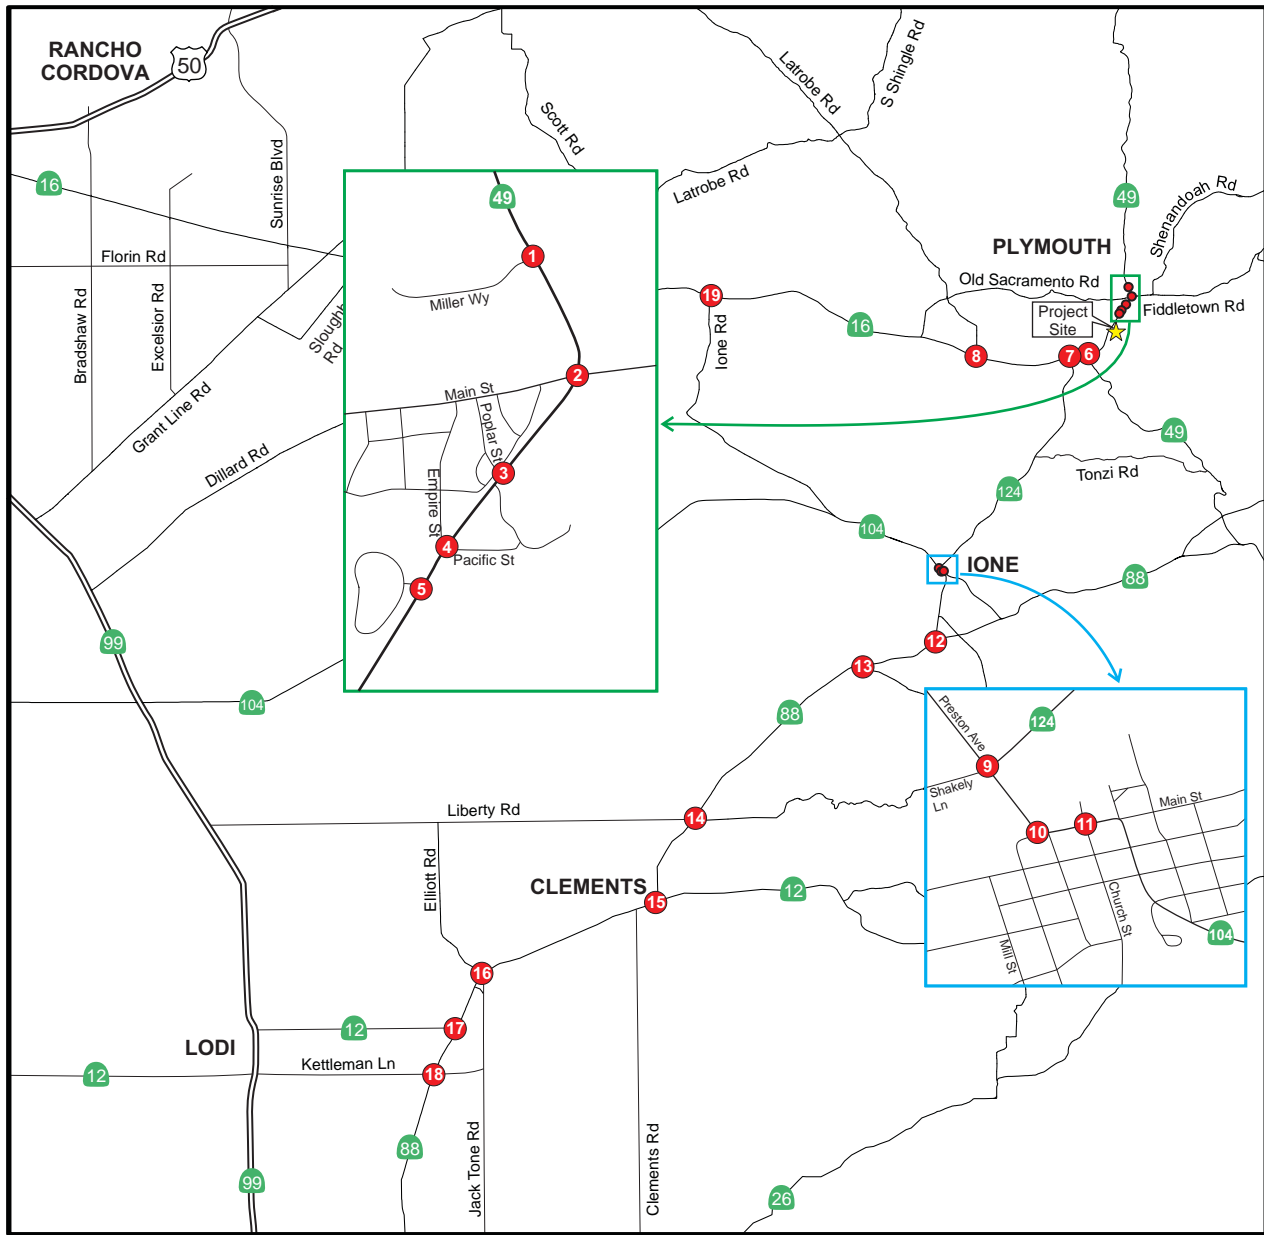 RANCHO
CORDOVA
50
16
Florin Rd
Bradshaw Rd
Excelsior Rd
Sunrise Blvd
Grant Line Rd
Sloughh
Rd
Dillard Rd
Scott Rd
Latrobe Rd
S Shingle Rd
Latrobe Rd
49
Shenandoah Rd
PLYMOUTH
Old Sacramento Rd
Fiddletown Rd
Project
Site
19
16
Ione Rd
8
7
6
49
Tonzi Rd
124
104
IONE
88
12
13
88
99
104
49
1
Miller Wy
2
Main St
Poplar St
3
Empire St
4
Pacific St
5
Preston Ave
124
9
Shakely
Ln
Main St
10
11
Church St
Mill St
104
Liberty Rd
14
Elliott Rd
CLEMENTS
15
12
16
17
12
LODI
Kettleman Ln
12
18
88
Jack Tone Rd
Clements Rd
99
26